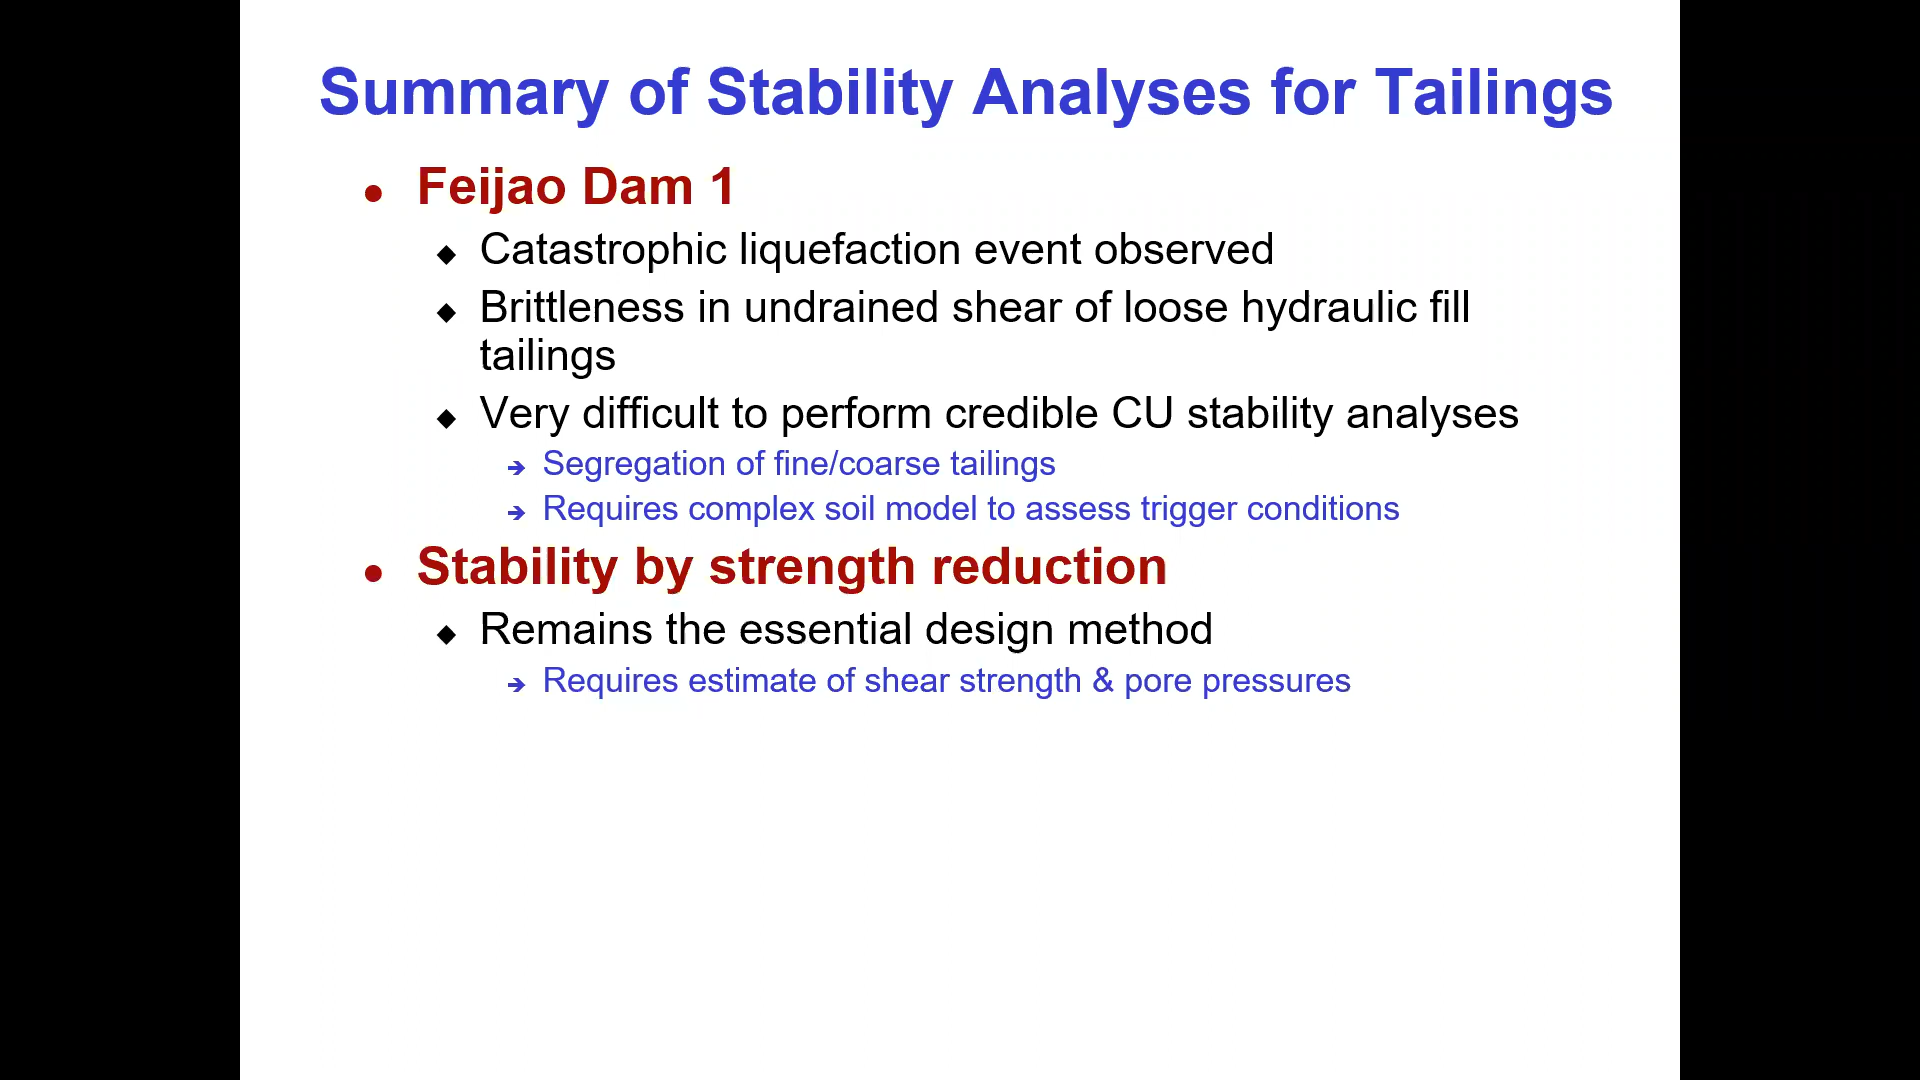 Summary of Stability Analyses for Tailings
● Feijao Dam 1
◆ Catastrophic liquefaction event observed
◆ Brittleness in undrained shear of loose hydraulic fill
tailings
◆ Very difficult to perform credible CU stability analyses
➔ Segregation of fine/coarse tailings
➔ Requires complex soil model to assess trigger conditions
● Stability by strength reduction
◆ Remains the essential design method
➔ Requires estimate of shear strength & pore pressures